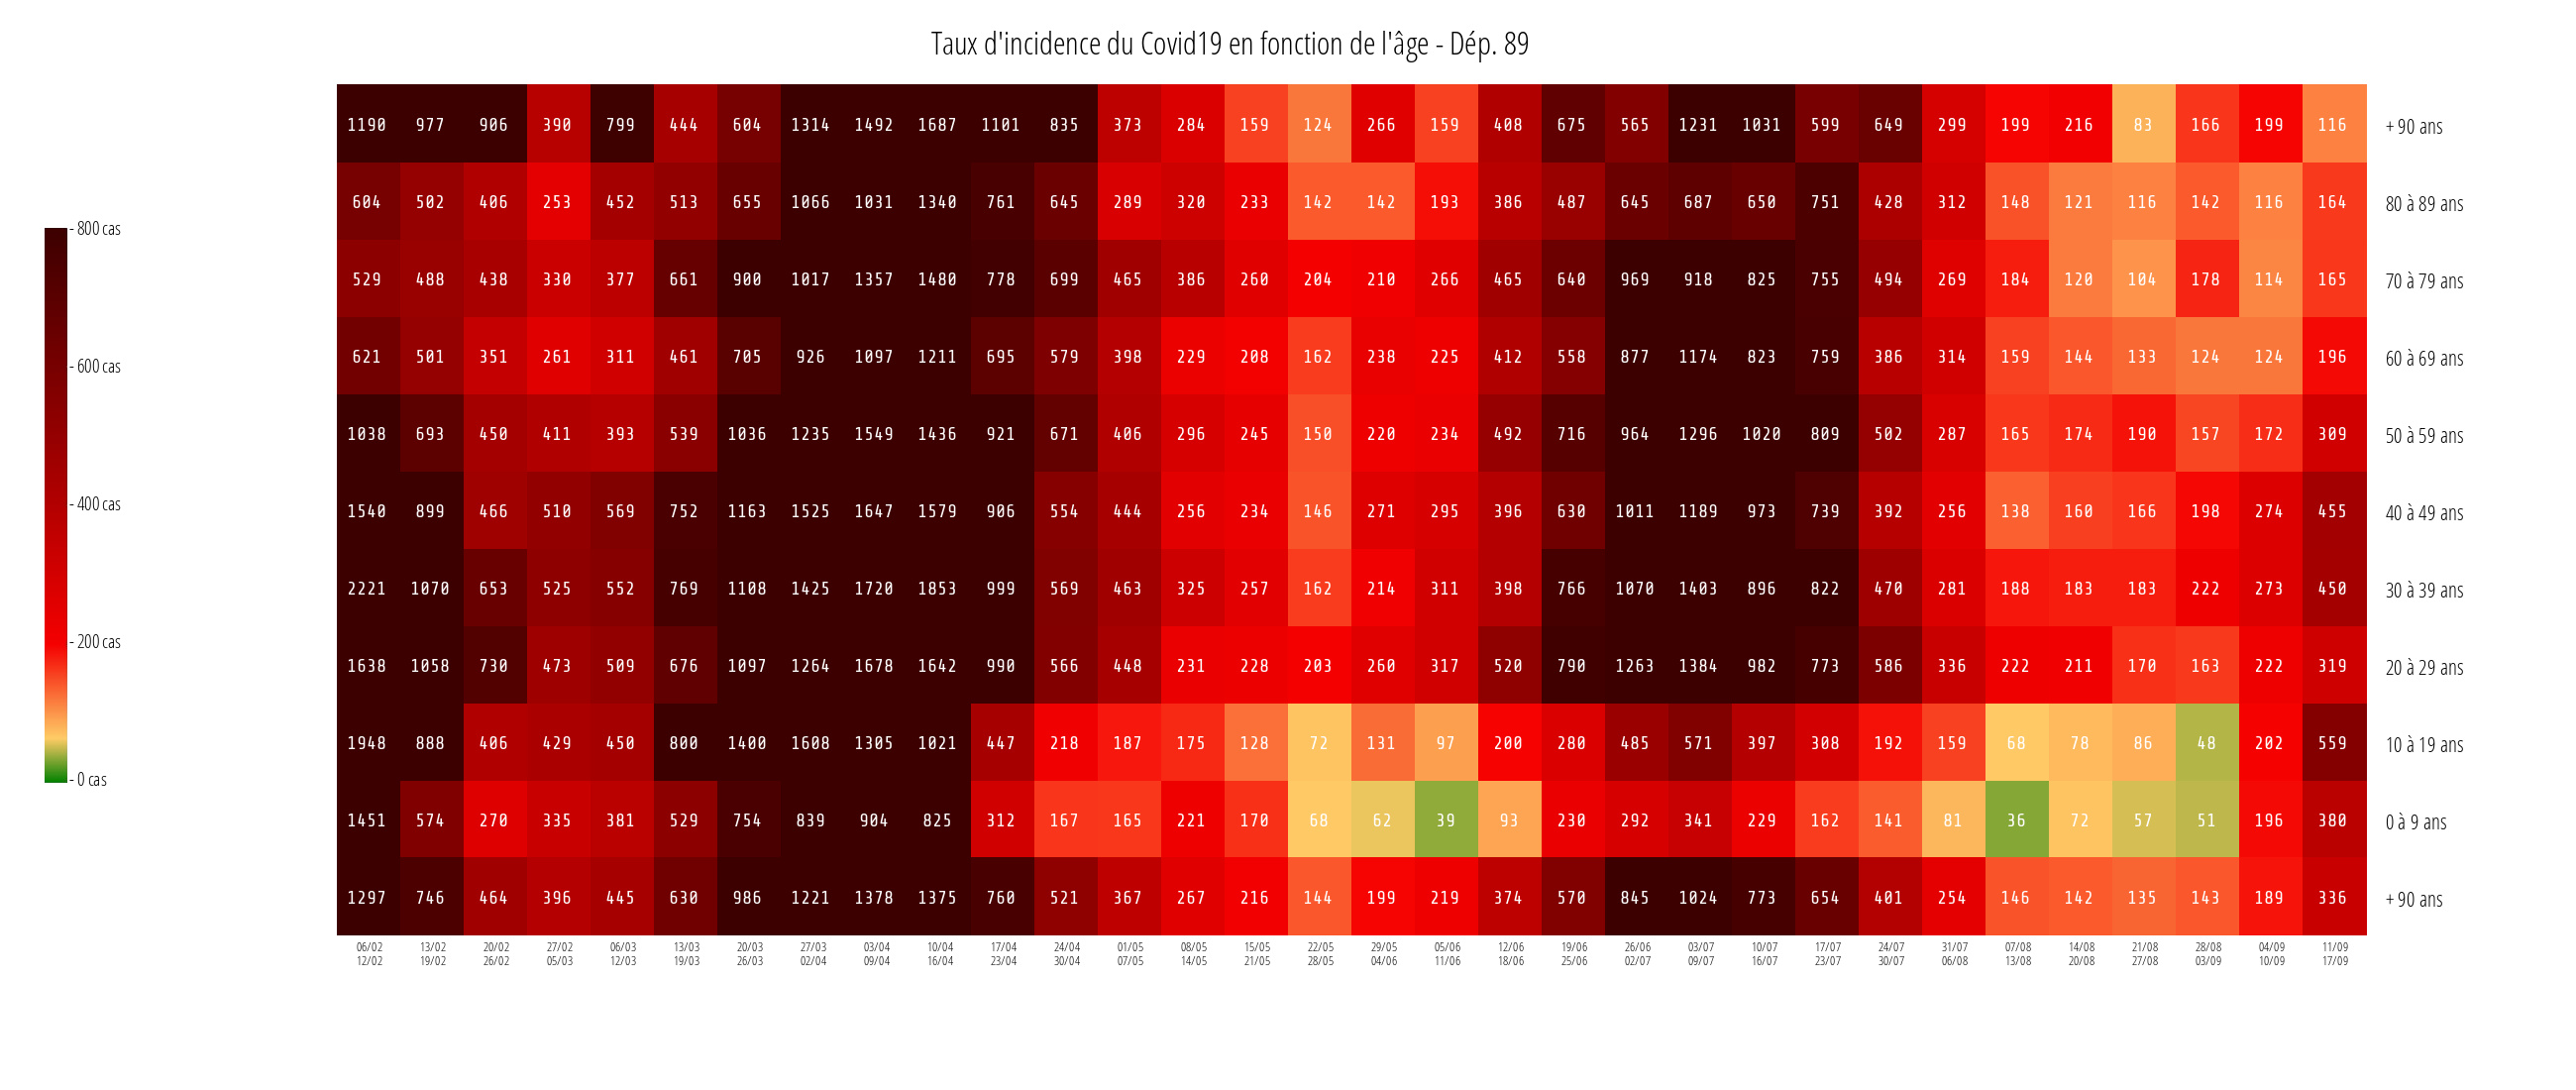 Taux d'incidence du Covid19 en fonction de l'âge - Dép. 89
1190 977 906 390 799 444 604 1314 1492 1687 1101 835 373 284 159 124 266 159 408 675 565 1231 1031 599 649 299 199 216 83 166 199 116 + 90 ans
604 502 406 253 452 513 655 1066 1031 1340 761 645 289 320 233 142 142 193 386 487 645 687 650 751 428 312 148 121 116 142 116 164 80 à 89 ans
529 488 438 330 377 661 900 1017 1357 1480 778 699 465 386 260 204 210 266 465 640 969 918 825 755 494 269 184 120 104 178 114 165 70 à 79 ans
621 501 351 261 311 461 705 926 1097 1211 695 579 398 229 208 162 238 225 412 558 877 1174 823 759 386 314 159 144 133 124 124 196 60 à 69 ans
1038 693 450 411 393 539 1036 1235 1549 1436 921 671 406 296 245 150 220 234 492 716 964 1296 1020 809 502 287 165 174 190 157 172 309 50 à 59 ans
1540 899 466 510 569 752 1163 1525 1647 1579 906 554 444 256 234 146 271 295 396 630 1011 1189 973 739 392 256 138 160 166 198 274 455 40 à 49 ans
2221 1070 653 525 552 769 1108 1425 1720 1853 999 569 463 325 257 162 214 311 398 766 1070 1403 896 822 470 281 188 183 183 222 273 450 30 à 39 ans
1638 1058 730 473 509 676 1097 1264 1678 1642 990 566 448 231 228 203 260 317 520 790 1263 1384 982 773 586 336 222 211 170 163 222 319 20 à 29 ans
1948 888 406 429 450 800 1400 1608 1305 1021 447 218 187 175 128 72 131 97 200 280 485 571 397 308 192 159 68 78 86 48 202 559 10 à 19 ans
1451 574 270 335 381 529 754 839 904 825 312 167 165 221 170 68 62 39 93 230 292 341 229 162 141 81 36 72 57 51 196 380 0 à 9 ans
1297 746 464 396 445 630 986 1221 1378 1375 760 521 367 267 216 144 199 219 374 570 845 1024 773 654 401 254 146 142 135 143 189 336 + 90 ans
06/02 13/02 20/02 27/02 06/03 13/03 20/03 27/03 03/04 10/04 17/04 24/04 01/05 08/05 15/05 22/05 29/05 05/06 12/06 19/06 26/06 03/07 10/07 17/07 24/07 31/07 07/08 14/08 21/08 28/08 04/09 11/09
12/02 19/02 26/02 05/03 12/03 19/03 26/03 02/04 09/04 16/04 23/04 30/04 07/05 14/05 21/05 28/05 04/06 11/06 18/06 25/06 02/07 09/07 16/07 23/07 30/07 06/08 13/08 20/08 27/08 03/09 10/09 17/09
- 800 cas
- 600 cas
- 400 cas
- 200 cas
- 0 cas